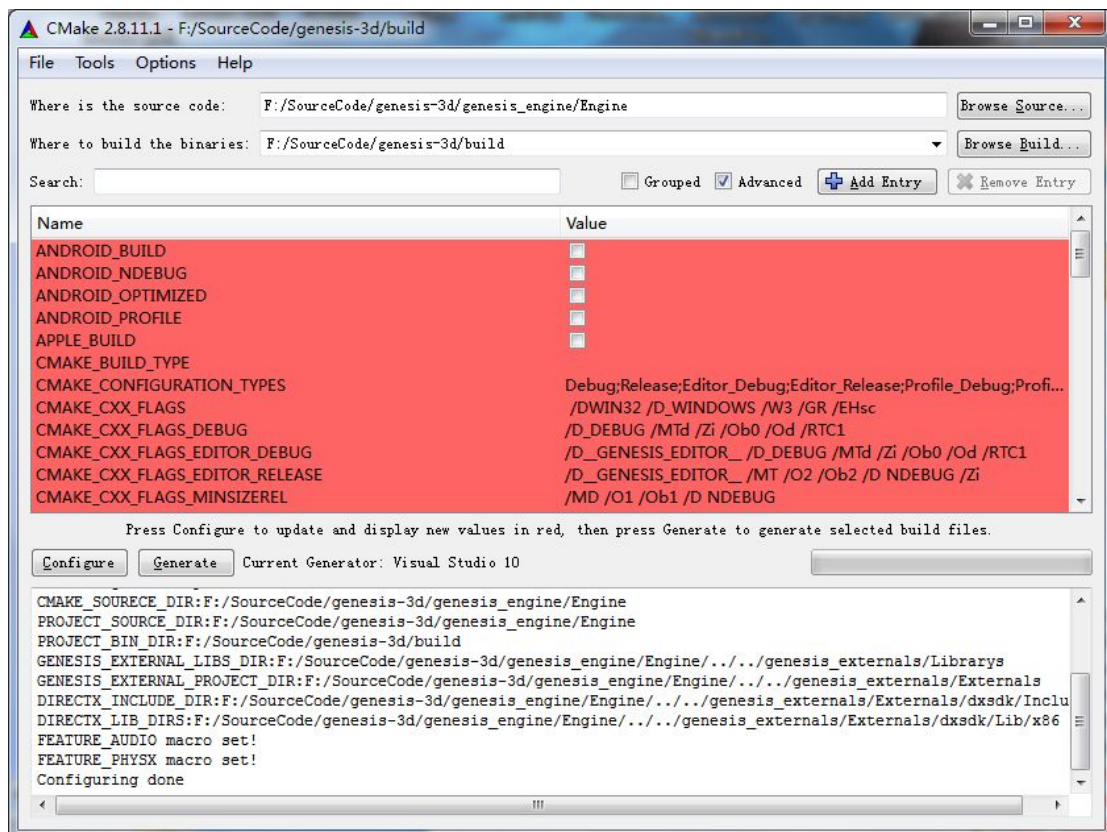 CMake 2.8.11.1 - F:/SourceCode/genesis-3d/build
File Tools Options Help
Where is the source code: F:/SourceCode/genesis-3d/genesis_engine/Engine Browse Source...
Where to build the binaries: F:/SourceCode/genesis-3d/build Browse Build...
Search: Grouped Advanced Add Entry Remove Entry
Name Value
ANDROID_BUILD
ANDROID_NDEBUG
ANDROID_OPTIMIZED
ANDROID_PROFILE
APPLE_BUILD
CMAKE_BUILD_TYPE
CMAKE_CONFIGURATION_TYPES Debug;Release;Editor_Debug;Editor_Release;Profile_Debug;Profi...
CMAKE_CXX_FLAGS /DWIN32 /D_WINDOWS /W3 /GR /EHsc
CMAKE_CXX_FLAGS_DEBUG /D_DEBUG /MTd /Zi /Ob0 /Od /RTC1
CMAKE_CXX_FLAGS_EDITOR_DEBUG /D__GENESIS_EDITOR__ /D_DEBUG /MTd /Zi /Ob0 /Od /RTC1
CMAKE_CXX_FLAGS_EDITOR_RELEASE /D__GENESIS_EDITOR__ /MT /O2 /Ob2 /D NDEBUG /Zi
CMAKE_CXX_FLAGS_MINSIZEREL /MD /O1 /Ob1 /D NDEBUG
Press Configure to update and display new values in red, then press Generate to generate selected build files.
Configure Generate Current Generator: Visual Studio 10
CMAKE_SOURECE_DIR:F:/SourceCode/genesis-3d/genesis_engine/Engine
PROJECT_SOURCE_DIR:F:/SourceCode/genesis-3d/genesis_engine/Engine
PROJECT_BIN_DIR:F:/SourceCode/genesis-3d/build
GENESIS_EXTERNAL_LIBS_DIR:F:/SourceCode/genesis-3d/genesis_engine/Engine/../../genesis_externals/Librarys
GENESIS_EXTERNAL_PROJECT_DIR:F:/SourceCode/genesis-3d/genesis_engine/Engine/../../genesis_externals/Externals
DIRECTX_INCLUDE_DIR:F:/SourceCode/genesis-3d/genesis_engine/Engine/../../genesis_externals/Externals/dxsdk/Inclu
DIRECTX_LIB_DIRS:F:/SourceCode/genesis-3d/genesis_engine/Engine/../../genesis_externals/Externals/dxsdk/Lib/x86
FEATURE_AUDIO macro set!
FEATURE_PHYSX macro set!
Configuring done